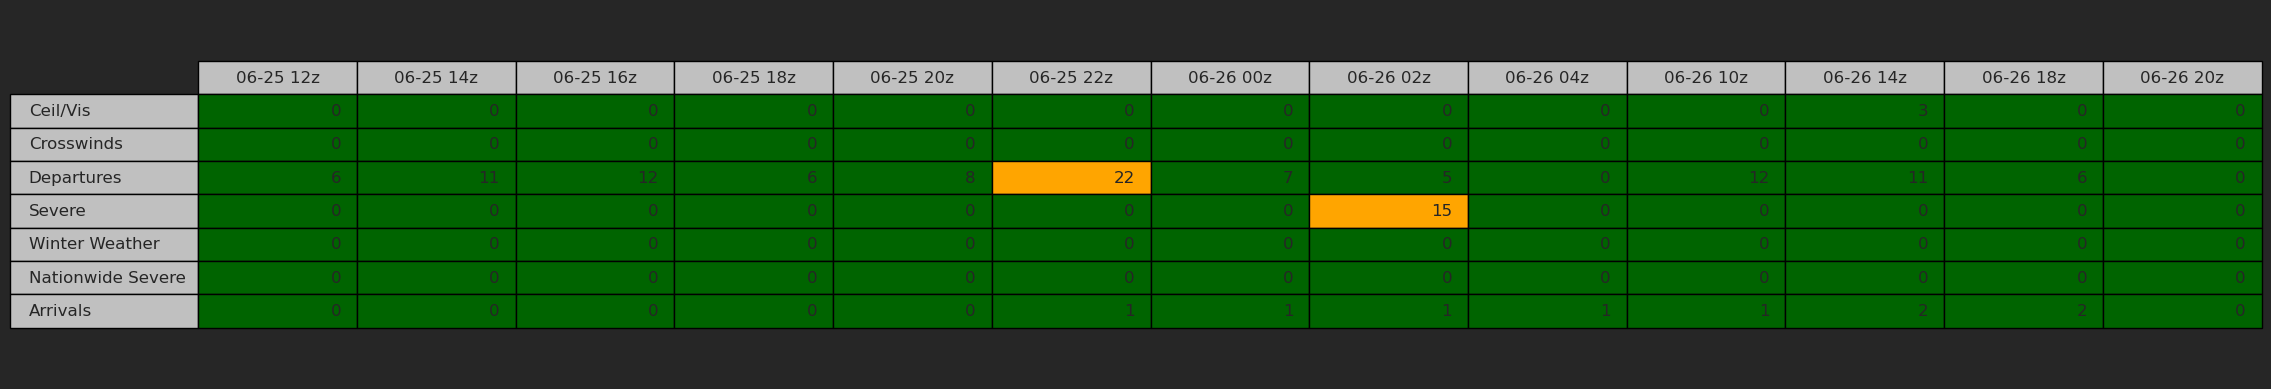 06-25 12z 06-25 14z 06-25 16z 06-25 18z 06-25 20z 06-25 22z 06-26 00z 06-26 02z 06-26 04z 06-26 10z 06-26 14z 06-26 18z 06-26 20z
Ceil/Vis 0 0 0 0 0 0 0 0 0 0 3 0 0
Crosswinds 0 0 0 0 0 0 0 0 0 0 0 0 0
Departures 6 11 12 6 8 22 7 5 0 12 11 6 0
Severe 0 0 0 0 0 0 0 15 0 0 0 0 0
Winter Weather 0 0 0 0 0 0 0 0 0 0 0 0 0
Nationwide Severe 0 0 0 0 0 0 0 0 0 0 0 0 0
Arrivals 0 0 0 0 0 1 1 1 1 1 2 2 0